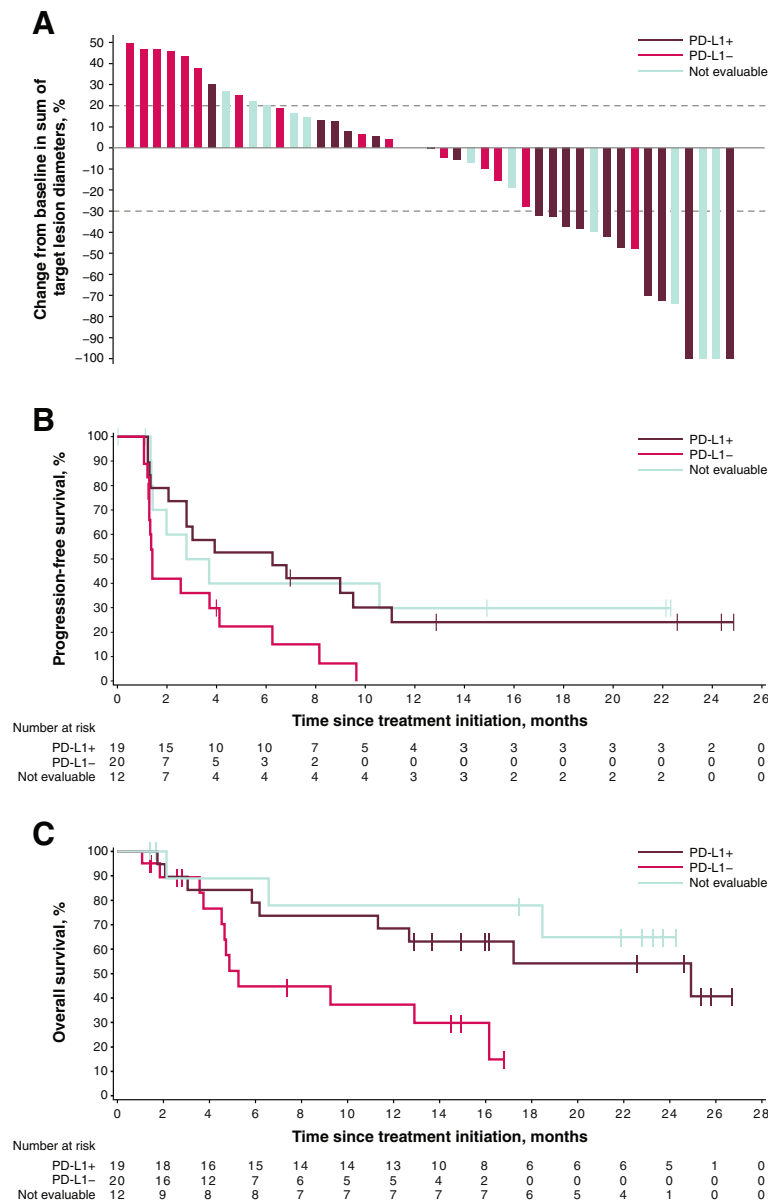 A
Change from baseline in sum of
target lesion diameters, %
50
40
30
20
10
0
−10
−20
−30
−40
−50
−60
−70
−80
−90
−100
PD-L1+
PD-L1−
Not evaluable
B
Progression-free survival, %
100
90
80
70
60
50
40
30
20
10
0
PD-L1+
PD-L1−
Not evaluable
0 2 4 6 8 10 12 14 16 18 20 22 24 26
Time since treatment initiation, months
Number at risk
PD-L1+ 19 15 10 10 7 5 4 3 3 3 3 3 2 0
PD-L1− 20 7 5 3 2 0 0 0 0 0 0 0 0 0
Not evaluable 12 7 4 4 4 4 3 3 2 2 2 2 0 0
C
Overall survival, %
100
90
80
70
60
50
40
30
20
10
0
PD-L1+
PD-L1−
Not evaluable
0 2 4 6 8 10 12 14 16 18 20 22 24 26 28
Time since treatment initiation, months
Number at risk
PD-L1+ 19 18 16 15 14 14 13 10 8 6 6 6 5 1 0
PD-L1− 20 16 12 7 6 5 5 4 2 0 0 0 0 0 0
Not evaluable 12 9 8 8 7 7 7 7 7 6 5 4 1 0 0